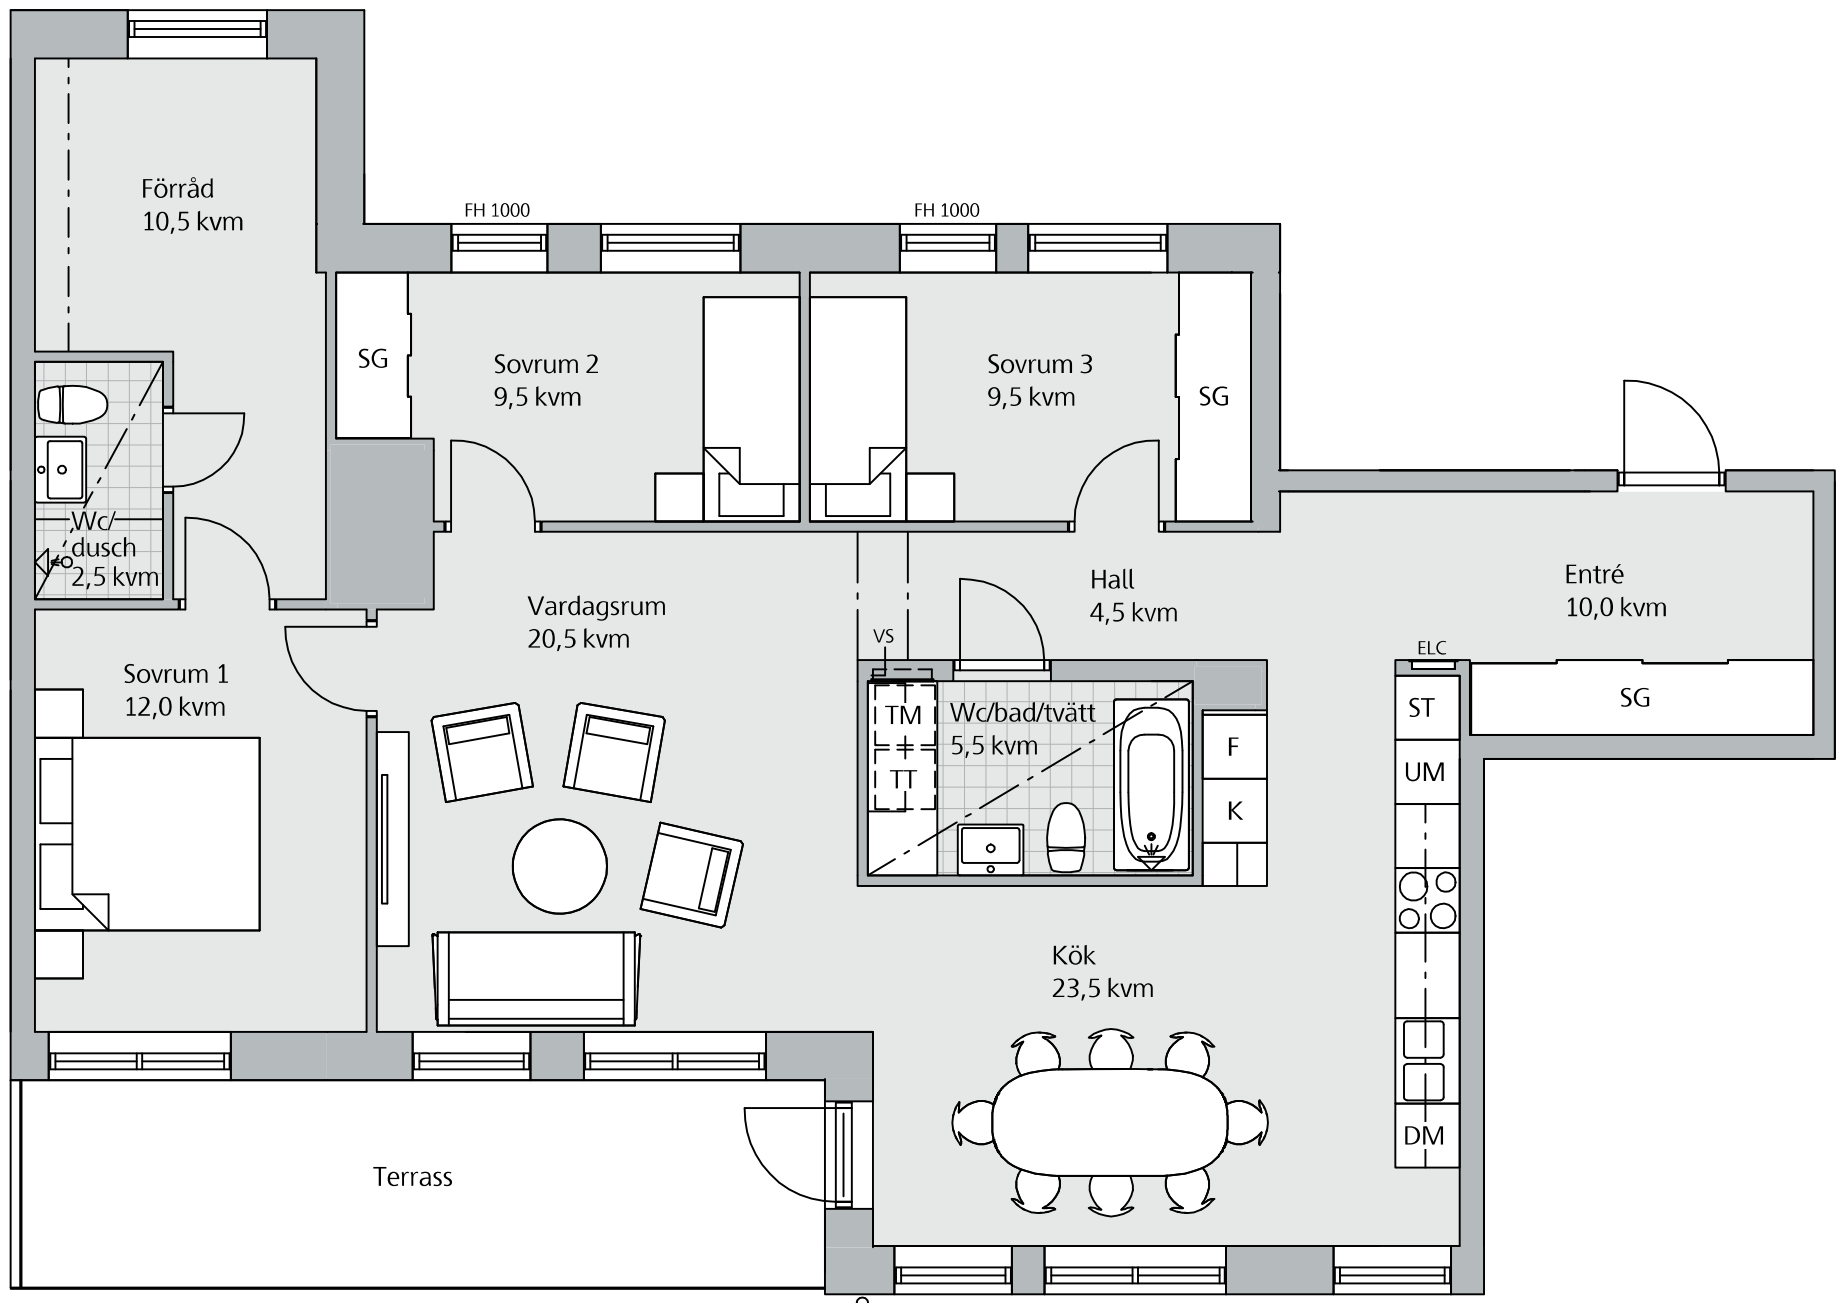 Förråd
10,5 kvm
FH 1000
FH 1000
SG
Sovrum 2
9,5 kvm
Sovrum 3
9,5 kvm
SG
Wc/
dusch
2,5 kvm
Vardagsrum
20,5 kvm
Hall
4,5 kvm
Entré
10,0 kvm
VS
ELC
Sovrum 1
12,0 kvm
TM
TT
Wc/bad/tvätt
5,5 kvm
F
K
ST
UM
SG
Kök
23,5 kvm
DM
Terrass